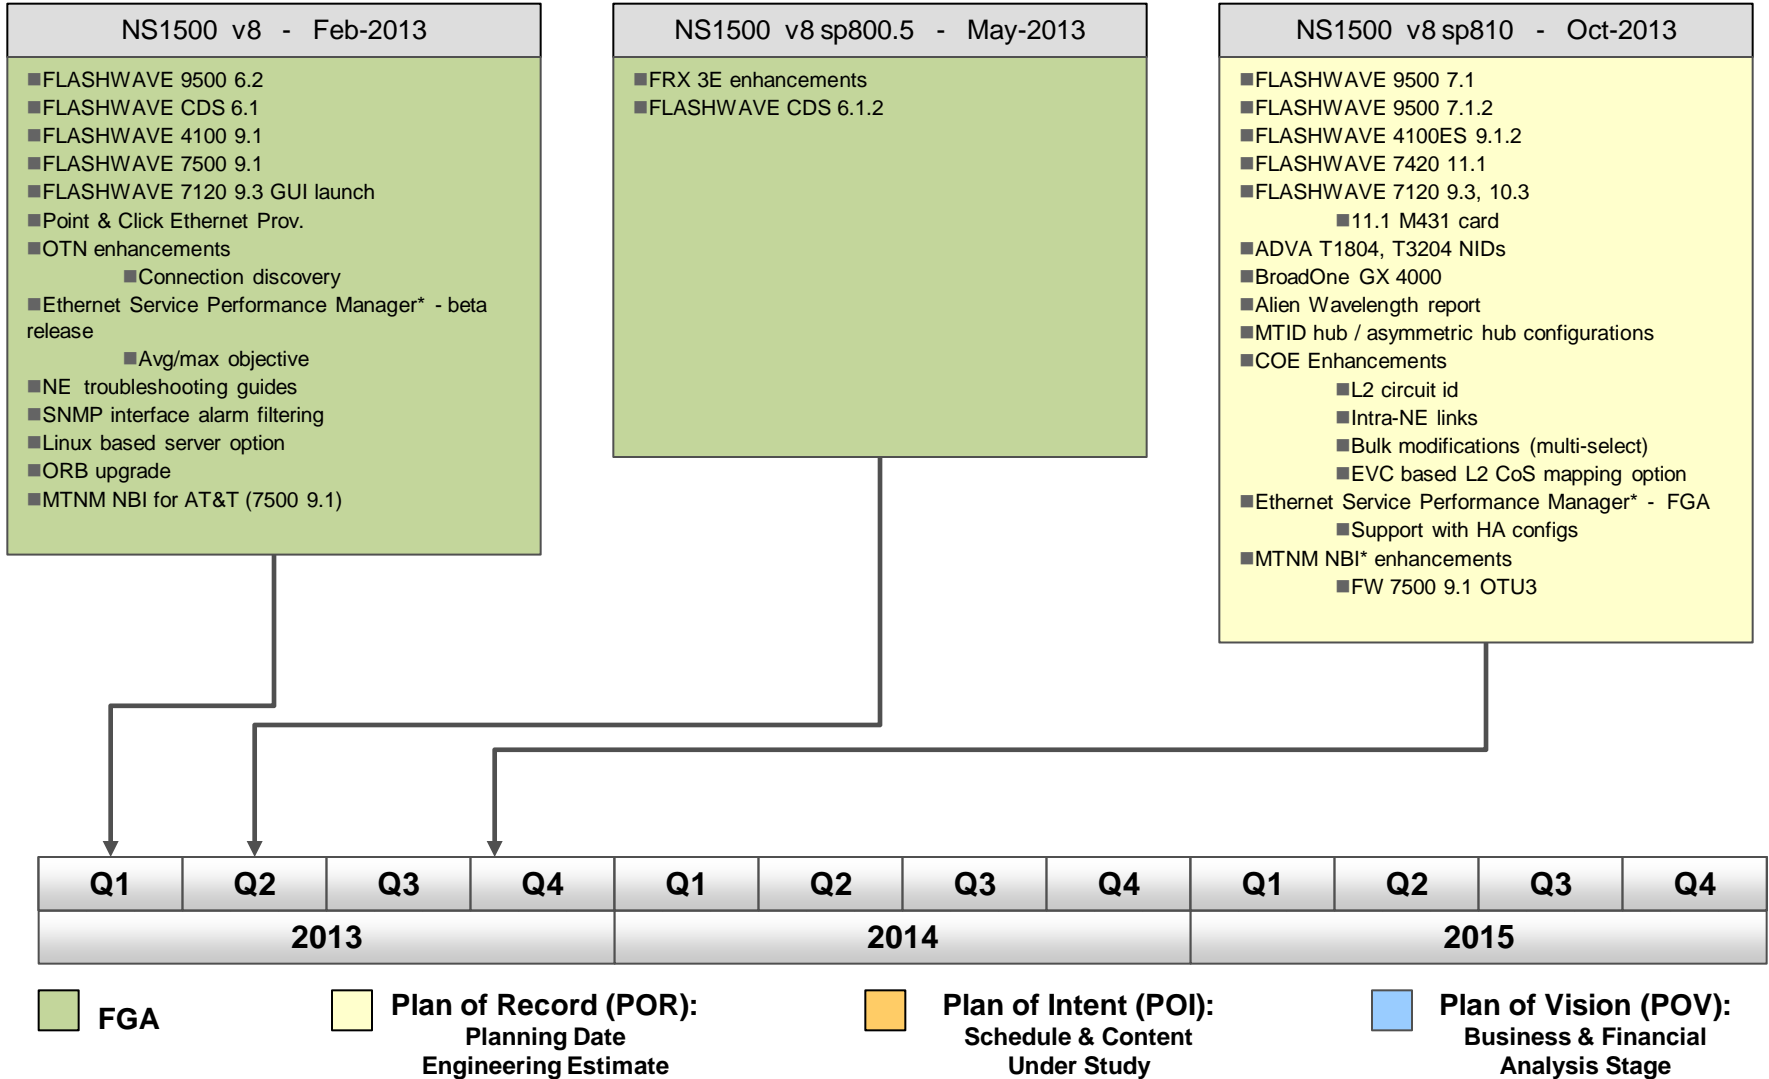 NS1500 v8 - Feb-2013
■FLASHWAVE 9500 6.2
■FLASHWAVE CDS 6.1
■FLASHWAVE 4100 9.1
■FLASHWAVE 7500 9.1
■FLASHWAVE 7120 9.3 GUI launch
■Point & Click Ethernet Prov.
■OTN enhancements
■Connection discovery
■Ethernet Service Performance Manager* - beta
release
■Avg/max objective
■NE troubleshooting guides
■SNMP interface alarm filtering
■Linux based server option
■ORB upgrade
■MTNM NBI for AT&T (7500 9.1)
NS1500 v8 sp800.5 - May-2013
■FRX 3E enhancements
■FLASHWAVE CDS 6.1.2
NS1500 v8 sp810 - Oct-2013
■FLASHWAVE 9500 7.1
■FLASHWAVE 9500 7.1.2
■FLASHWAVE 4100ES 9.1.2
■FLASHWAVE 7420 11.1
■FLASHWAVE 7120 9.3, 10.3
■11.1 M431 card
■ADVA T1804, T3204 NIDs
■BroadOne GX 4000
■Alien Wavelength report
■MTID hub / asymmetric hub configurations
■COE Enhancements
■L2 circuit id
■Intra-NE links
■Bulk modifications (multi-select)
■EVC based L2 CoS mapping option
■Ethernet Service Performance Manager* - FGA
■Support with HA configs
■MTNM NBI* enhancements
■FW 7500 9.1 OTU3
Q1 Q2 Q3 Q4 Q1 Q2 Q3 Q4 Q1 Q2 Q3 Q4
2013 2014 2015
FGA
Plan of Record (POR):
Planning Date
Engineering Estimate
Plan of Intent (POI):
Schedule & Content
Under Study
Plan of Vision (POV):
Business & Financial
Analysis Stage